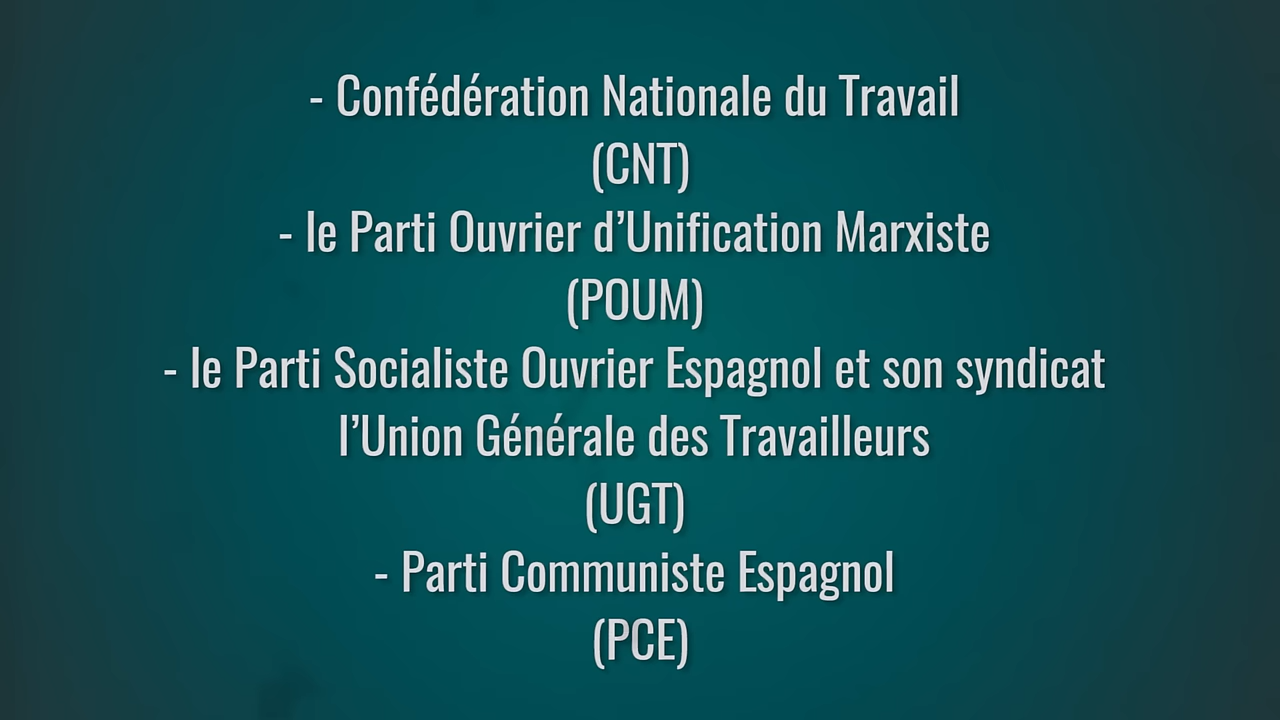 - Confédération Nationale du Travail
(CNT)
- le Parti Ouvrier d’Unification Marxiste
(POUM)
- le Parti Socialiste Ouvrier Espagnol et son syndicat
l’Union Générale des Travailleurs
(UGT)
- Parti Communiste Espagnol
(PCE)